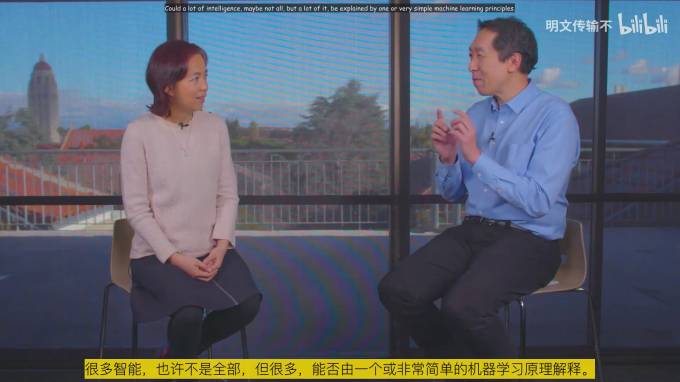 Could a lot of intelligence, maybe not all, but a lot of it, be explained by one or very simple machine learning principles
明文传输不 bilibili
很多智能，也许不是全部，但很多，能否由一个或非常简单的机器学习原理解释。